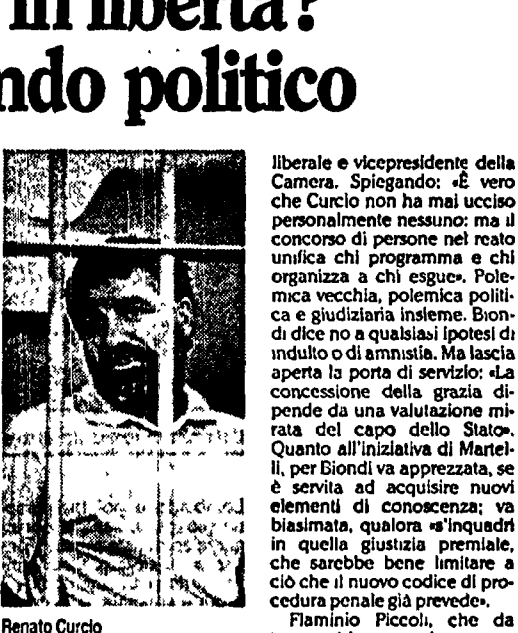 in libertà?
ndo politico
liberale e vicepresidente della
Camera. Spiegando: «È vero
che Curcio non ha mai ucciso
personalmente nessuno: ma il
concorso di persone nel reato
unifica chi programma e chi
organizza a chi esgue». Pole-
mica vecchia, polemica politi-
ca e giudiziaria insieme. Bion-
di dice no a qualsiasi ipotesi di
indulto o di amnistia. Ma lascia
aperta la porta di servizio: «La
concessione della grazia di-
pende da una valutazione mi-
rata del capo dello Stato».
Quanto all'iniziativa di Martel-
li, per Biondi va apprezzata, se
è servita ad acquisire nuovi
elementi di conoscenza; va
biasimata, qualora «s'inquadri
in quella giustizia premiale,
che sarebbe bene limitare a
ciò che il nuovo codice di pro-
cedura penale già prevede».
Flaminio Piccoli, che da
Renato Curcio